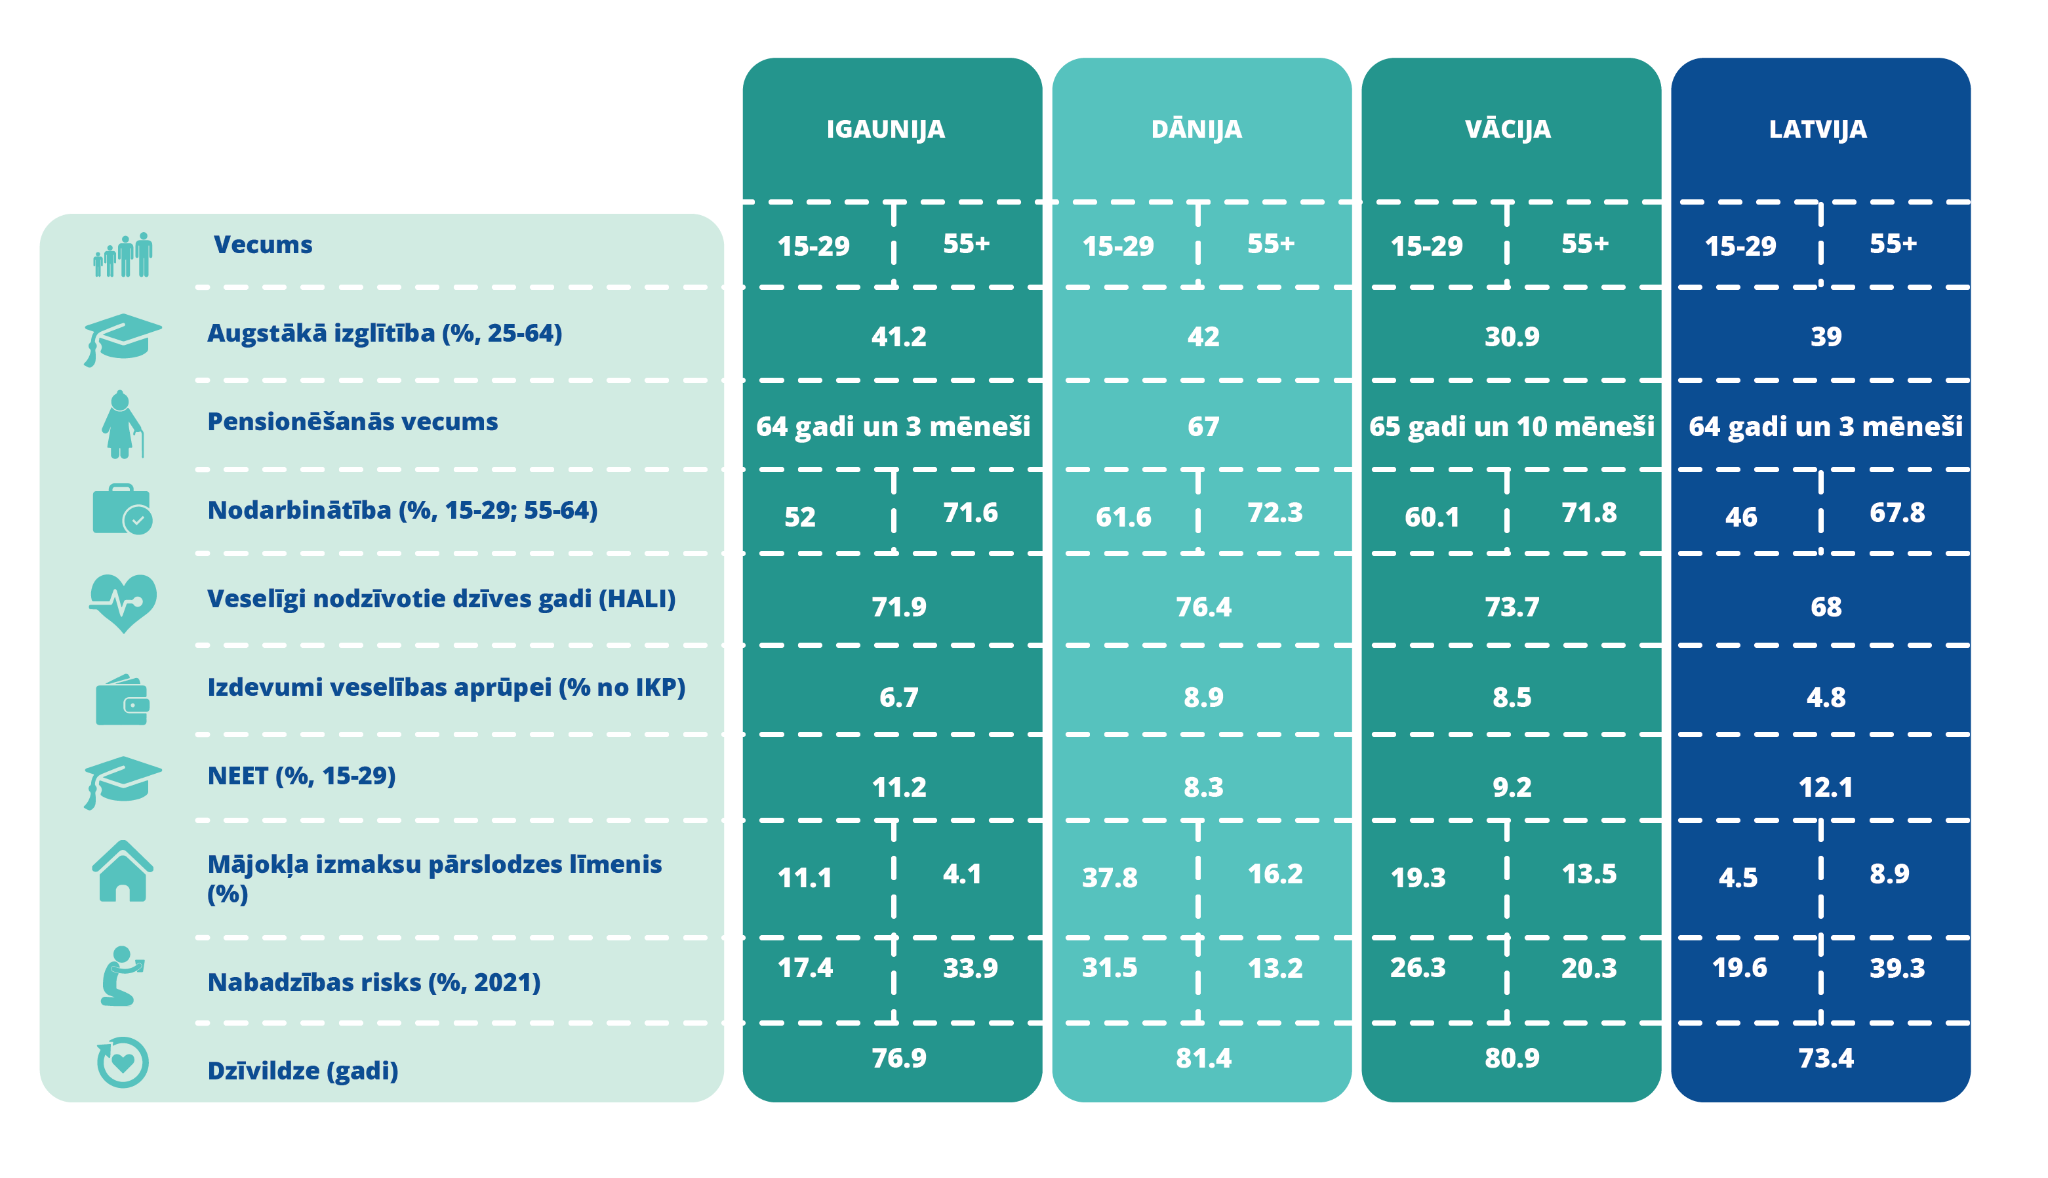 IGAUNIJA DĀNIJA VĀCIJA LATVIJA
Vecums 15-29 55+ 15-29 55+ 15-29 55+ 15-29 55+
Augstākā izglītība (%, 25-64) 41.2 42 30.9 39
Pensionēšanās vecums 64 gadi un 3 mēneši 67 65 gadi un 10 mēneši 64 gadi un 3 mēneši
Nodarbinātība (%, 15-29; 55-64) 52 71.6 61.6 72.3 60.1 71.8 46 67.8
Veselīgi nodzīvotie dzīves gadi (HALI) 71.9 76.4 73.7 68
Izdevumi veselības aprūpei (% no IKP) 6.7 8.9 8.5 4.8
NEET (%, 15-29) 11.2 8.3 9.2 12.1
Mājokļa izmaksu pārslodzes līmenis
(%) 11.1 4.1 37.8 16.2 19.3 13.5 4.5 8.9
Nabadzības risks (%, 2021) 17.4 33.9 31.5 13.2 26.3 20.3 19.6 39.3
Dzīvildze (gadi) 76.9 81.4 80.9 73.4